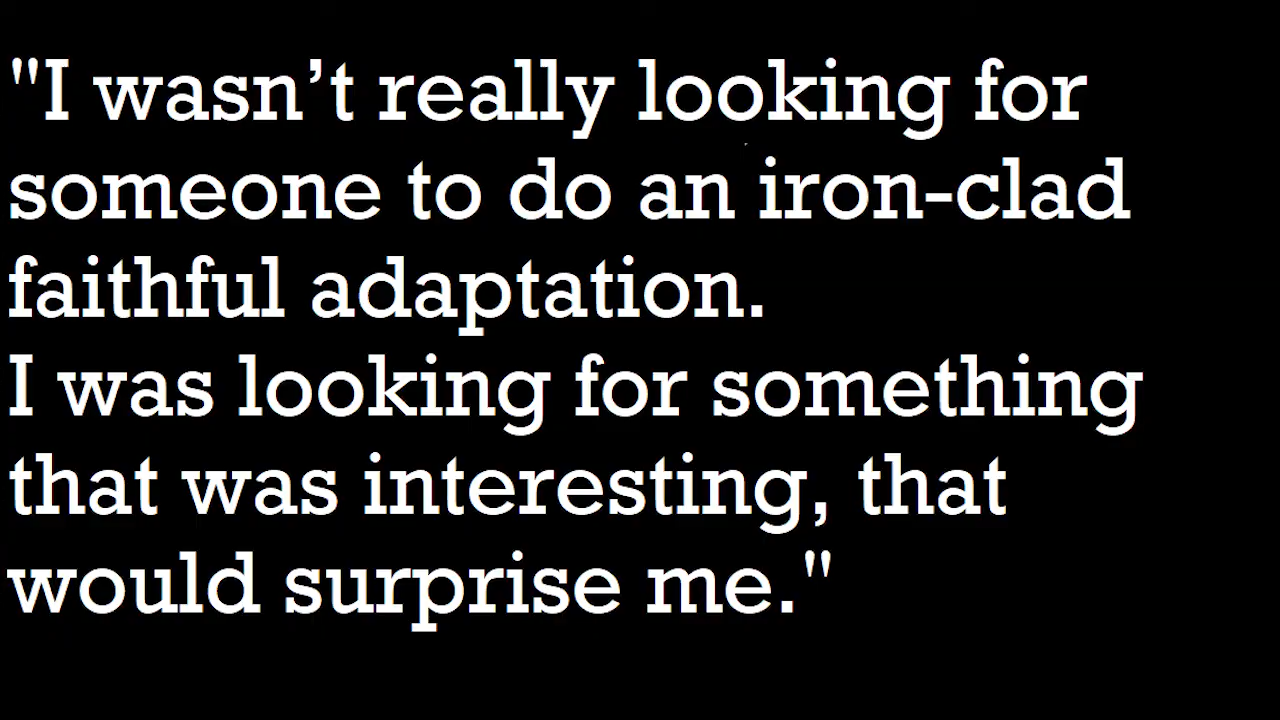 "I wasn’t really looking for
someone to do an iron-clad
faithful adaptation.
I was looking for something
that was interesting, that
would surprise me."